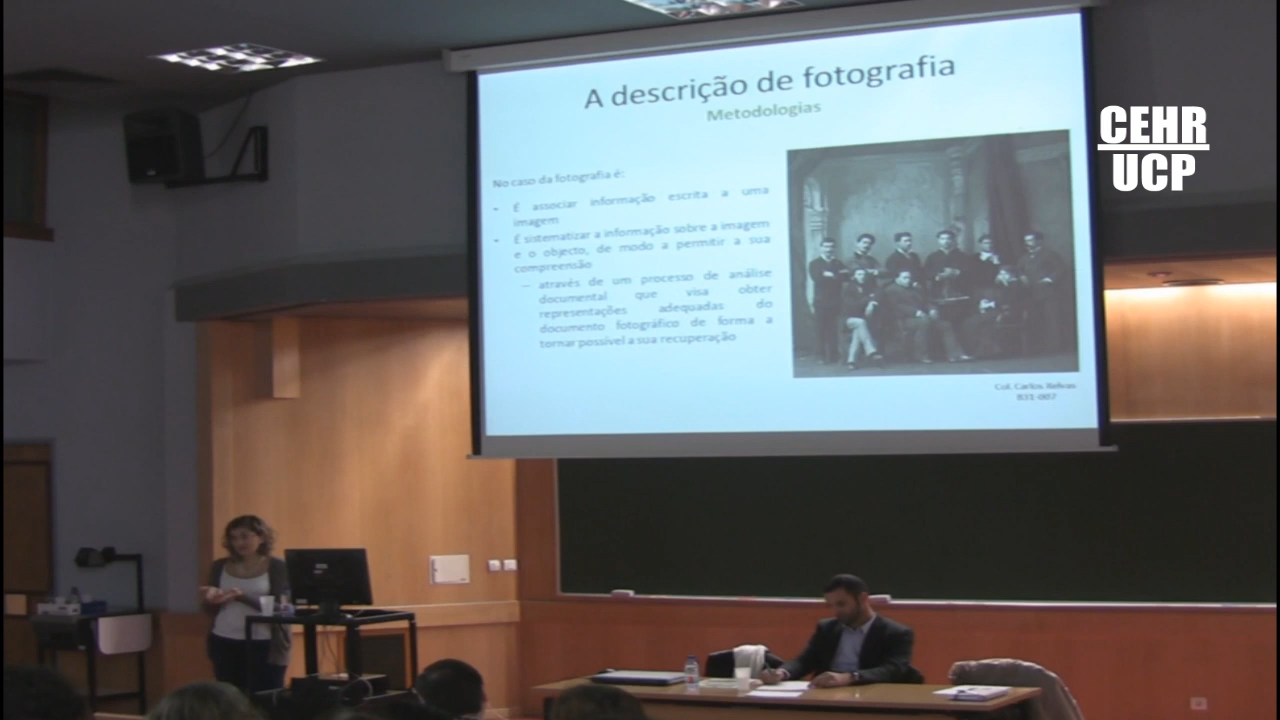 A descrição de fotografia
Metodologias
No caso da fotografia é:
• É associar informação escrita a uma
imagem
• É sistematizar a informação sobre a imagem
e o objecto, de modo a permitir a sua
compreensão
– através de um processo de análise
documental que visa obter
representações adequadas do
documento fotográfico de forma a
tornar possível a sua recuperação
Col. Carlos Relvas
831-007
CEHR
UCP